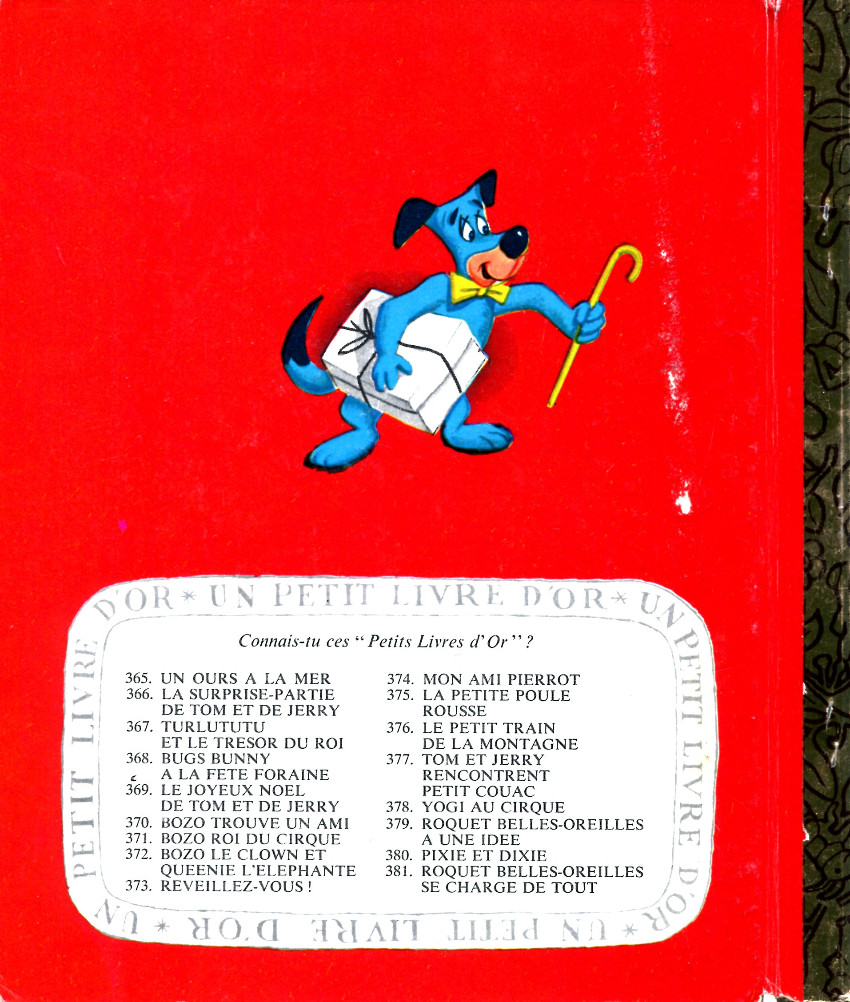 UN PETIT LIVRE D'OR * UN PETIT LIVRE D'OR * UN PETIT LIVRE D'OR * UN PETIT LIVRE D'OR *
Connais-tu ces “Petits Livres d'Or”?
365. UN OURS A LA MER
366. LA SURPRISE-PARTIE
DE TOM ET DE JERRY
367. TURLUTUTU
ET LE TRESOR DU ROI
368. BUGS BUNNY
A LA FETE FORAINE
369. LE JOYEUX NOEL
DE TOM ET DE JERRY
370. BOZO TROUVE UN AMI
371. BOZO ROI DU CIRQUE
372. BOZO LE CLOWN ET
QUEENIE L'ELEPHANTE
373. REVEILLEZ-VOUS !
374. MON AMI PIERROT
375. LA PETITE POULE
ROUSSE
376. LE PETIT TRAIN
DE LA MONTAGNE
377. TOM ET JERRY
RENCONTRENT
PETIT COUAC
378. YOGI AU CIRQUE
379. ROQUET BELLES-OREILLES
A UNE IDEE
380. PIXIE ET DIXIE
381. ROQUET BELLES-OREILLES
SE CHARGE DE TOUT